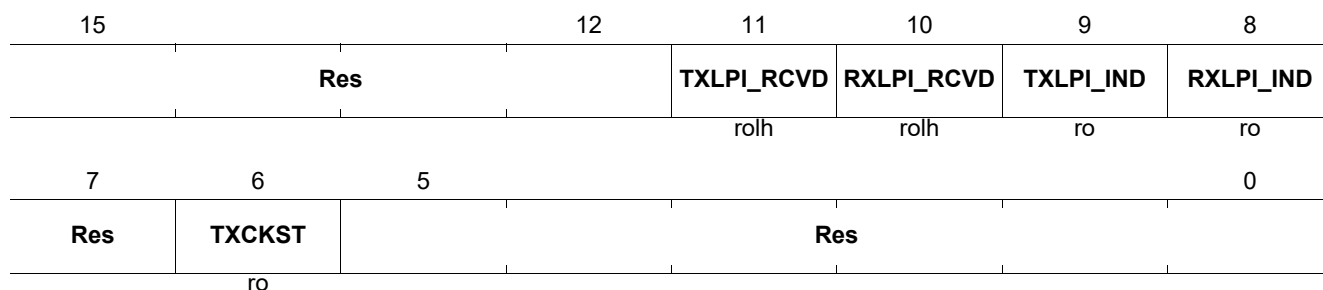 15 12 11 10 9 8
Res TXLPI_RCVD RXLPI_RCVD TXLPI_IND RXLPI_IND
rolh rolh ro ro
7 6 5 0
Res TXCKST Res
ro